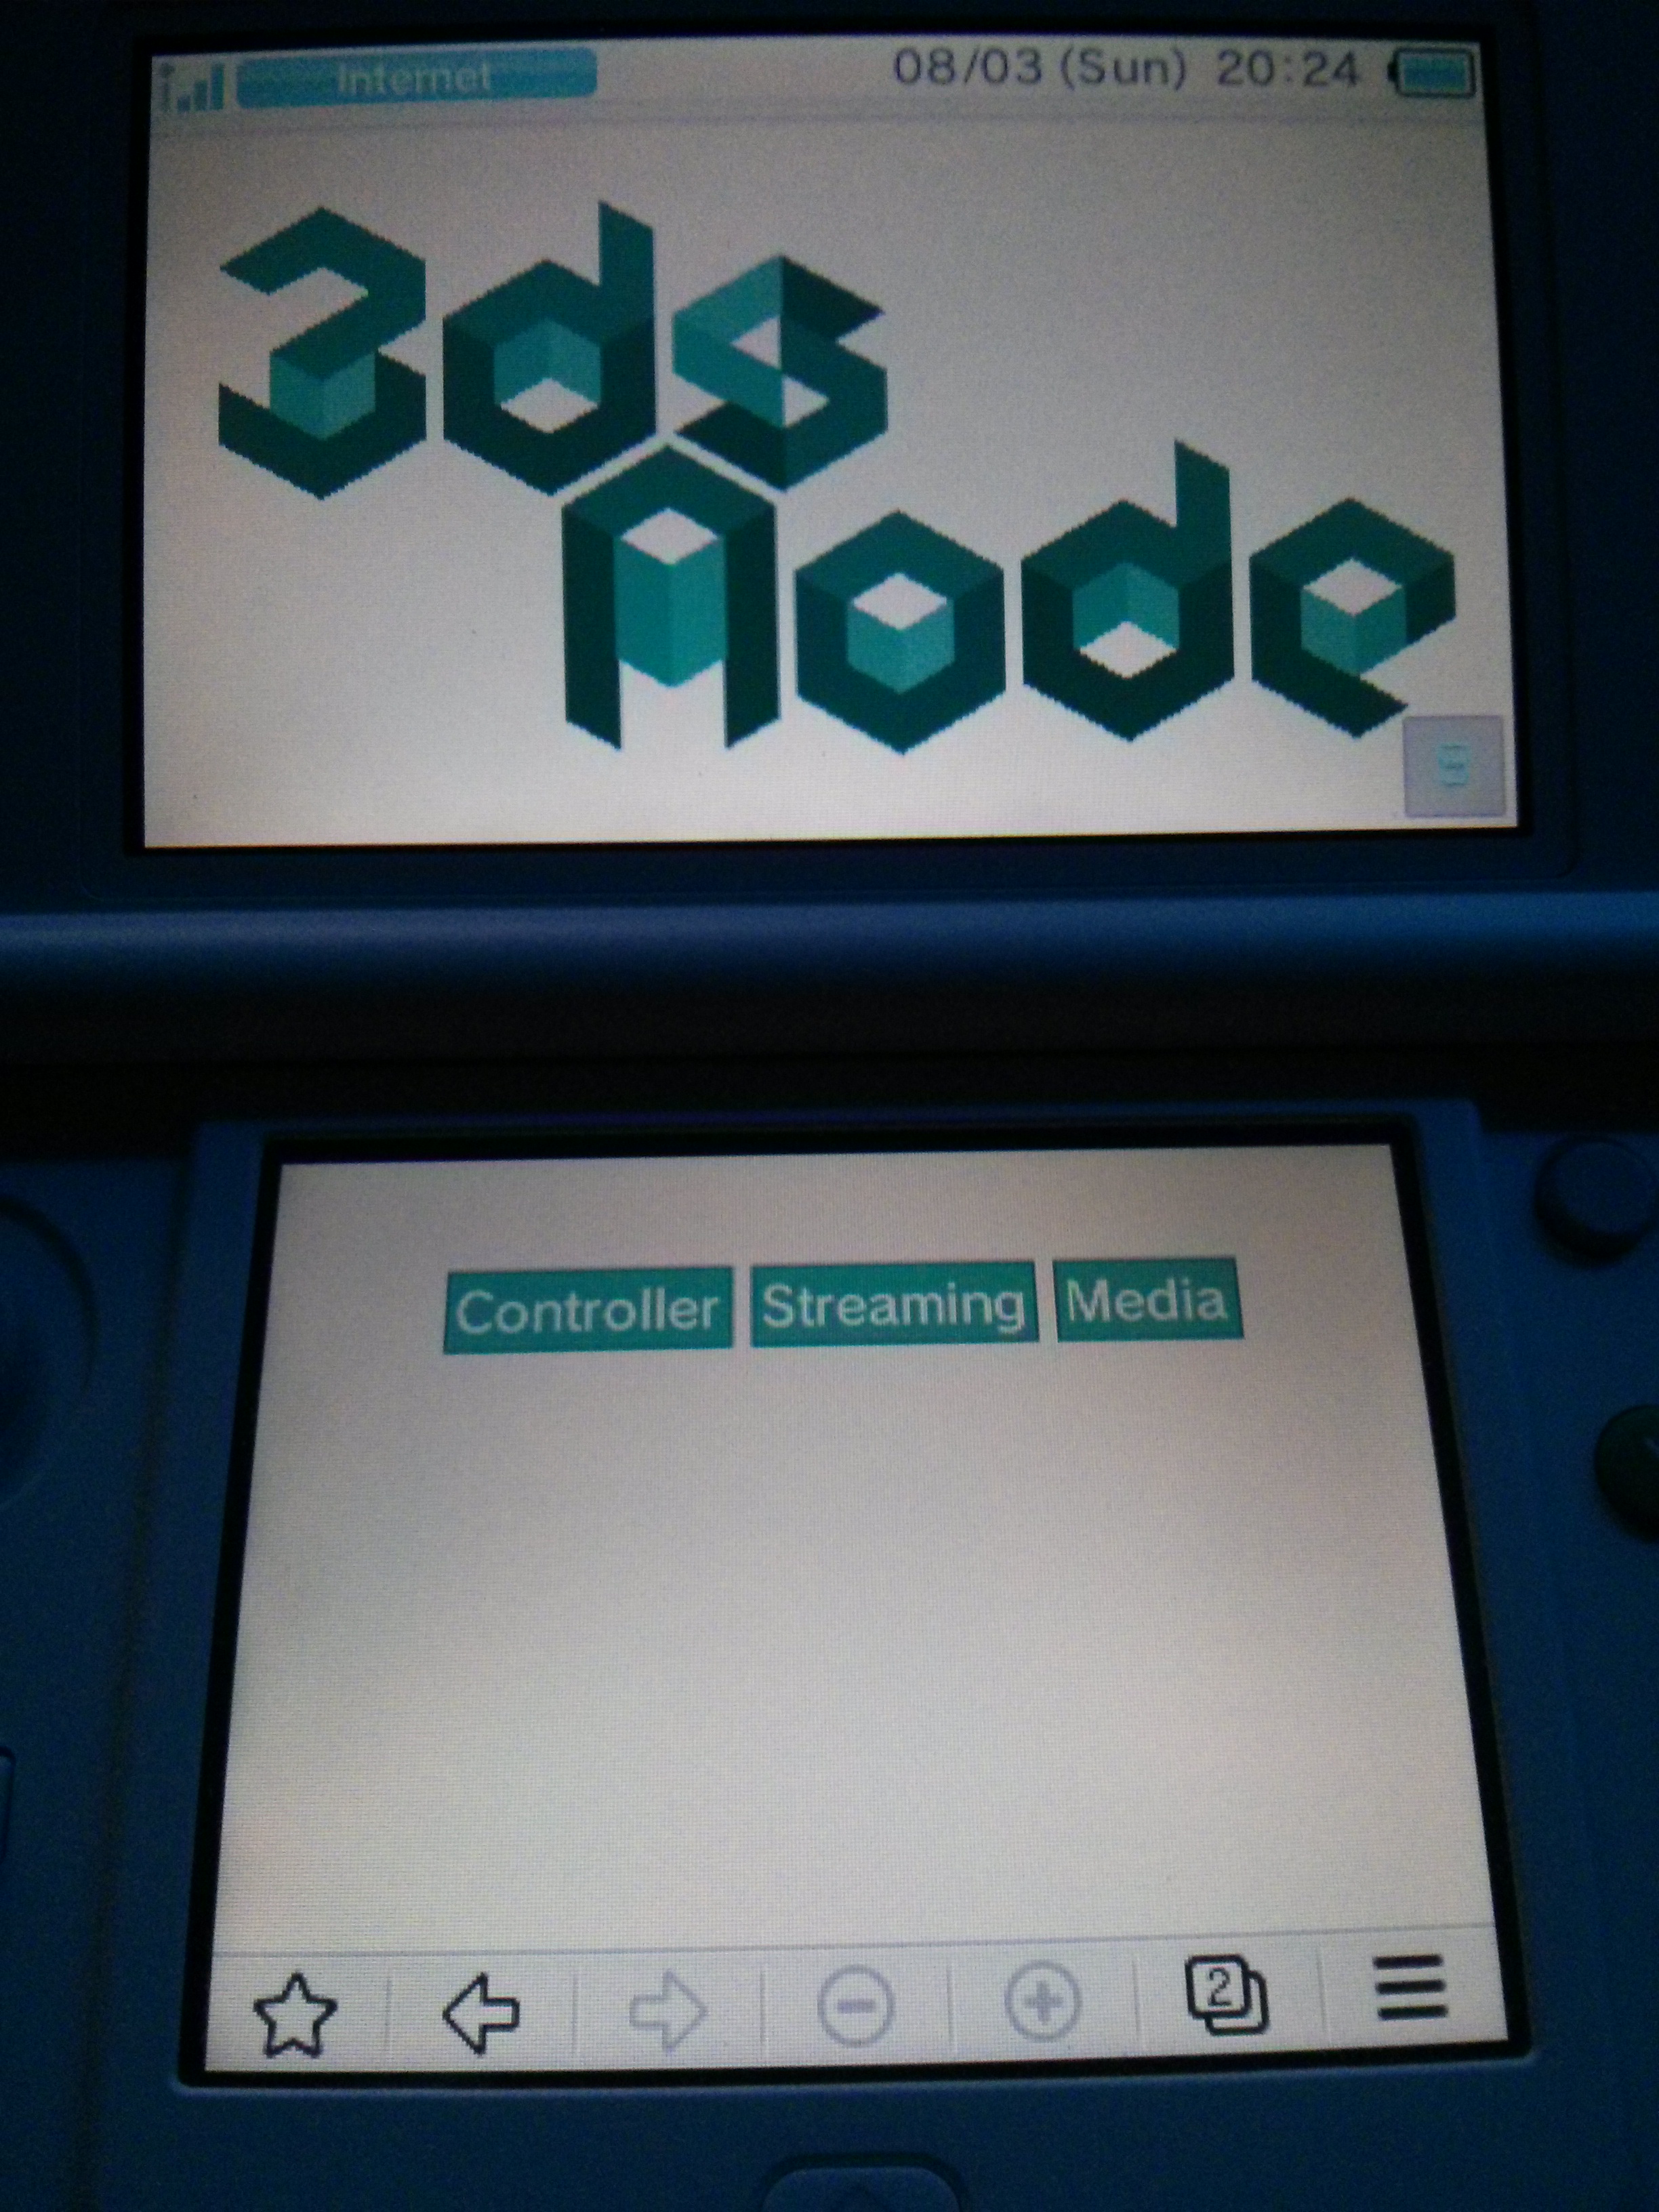 Internet 08/03 (Sun) 20:24
3ds
node
Controller Streaming Media
2